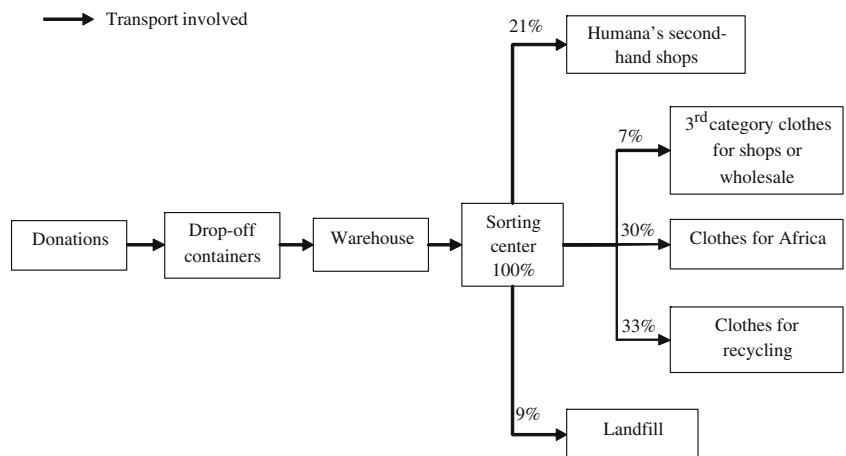 Transport involved
21%
Humana's second-
hand shops
7%
3rd category clothes
for shops or
wholesale
Donations
Drop-off
containers
Warehouse
Sorting
center
100%
30%
Clothes for Africa
33%
Clothes for
recycling
9%
Landfill